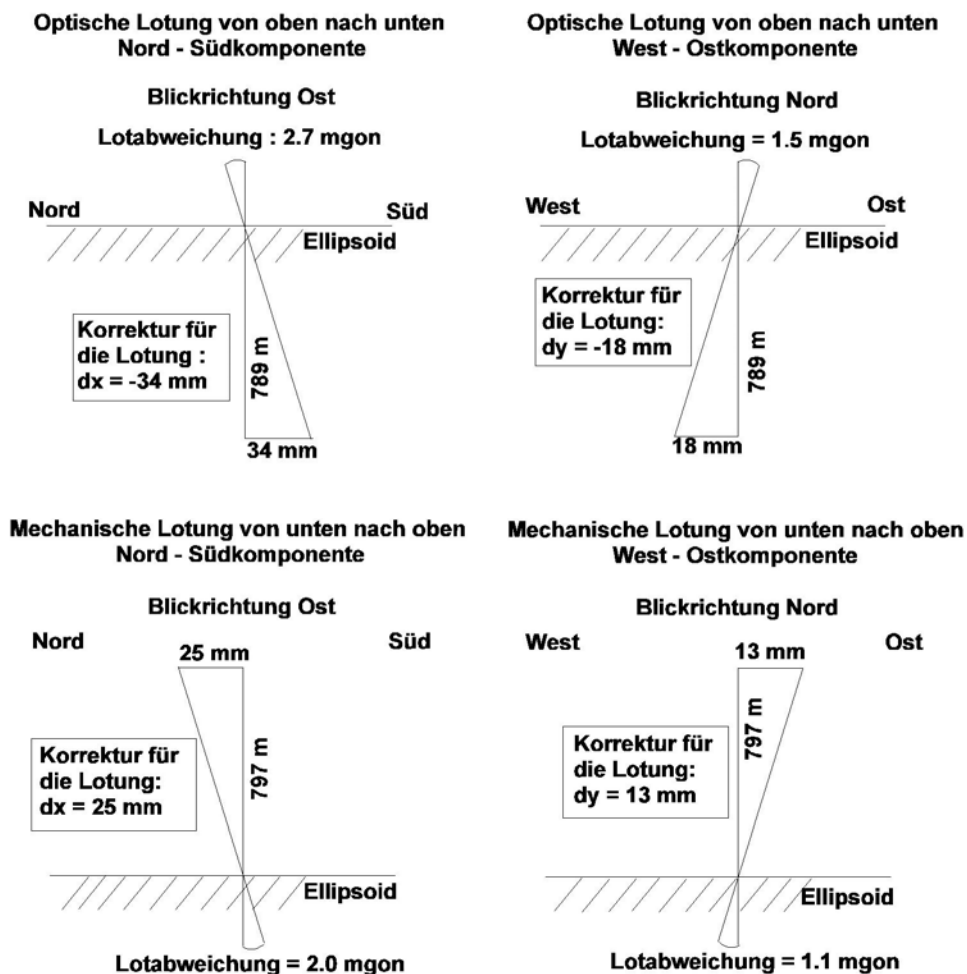 Optische Lotung von oben nach unten
Nord - Südkomponente
Blickrichtung Ost
Lotabweichung : 2.7 mgon
Nord
Süd
Ellipsoid
Korrektur für
die Lotung :
dx = -34 mm
789 m
34 mm
Optische Lotung von oben nach unten
West - Ostkomponente
Blickrichtung Nord
Lotabweichung = 1.5 mgon
West
Ost
Ellipsoid
Korrektur für
die Lotung:
dy = -18 mm
789 m
18 mm
Mechanische Lotung von unten nach oben
Nord - Südkomponente
Blickrichtung Ost
Nord
Süd
25 mm
797 m
Korrektur für
die Lotung:
dx = 25 mm
Ellipsoid
Lotabweichung = 2.0 mgon
Mechanische Lotung von unten nach oben
West - Ostkomponente
Blickrichtung Nord
West
Ost
13 mm
797 m
Korrektur für
die Lotung:
dy = 13 mm
Ellipsoid
Lotabweichung = 1.1 mgon